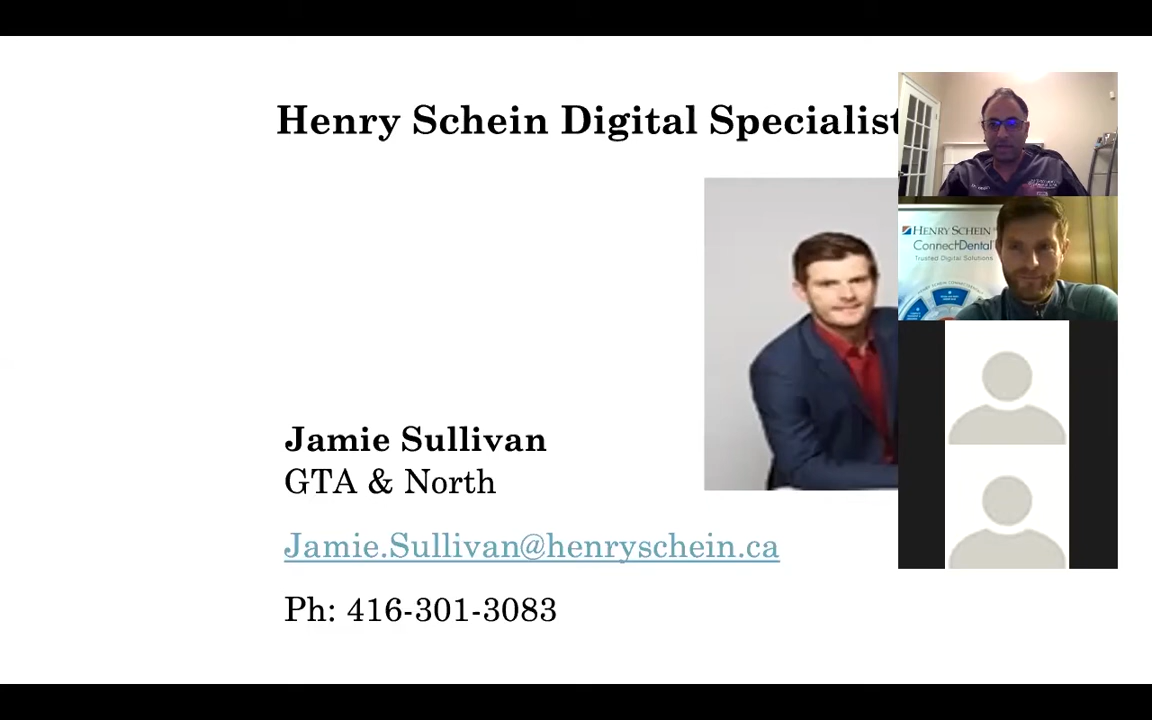 Henry Schein Digital Specialist
HENRY SCHEIN
ConnectDental
Trusted Digital Solutions
Jamie Sullivan
GTA & North
Jamie.Sullivan@henryschein.ca
Ph: 416-301-3083